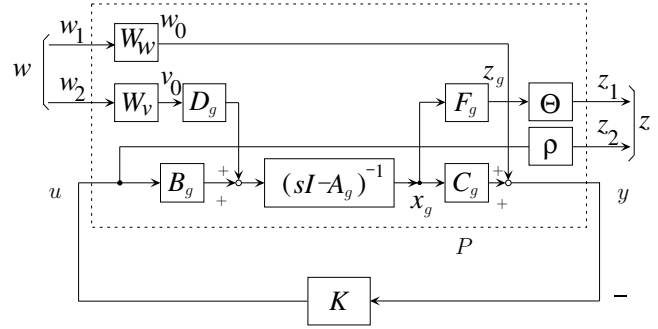 w₁ W_w w₀
w
w₂ W_v v₀ D_g z_g F_g Θ z₁
z
ρ z₂
u B_g + + (sI–A_g)⁻¹ x_g C_g + + y
P
K –